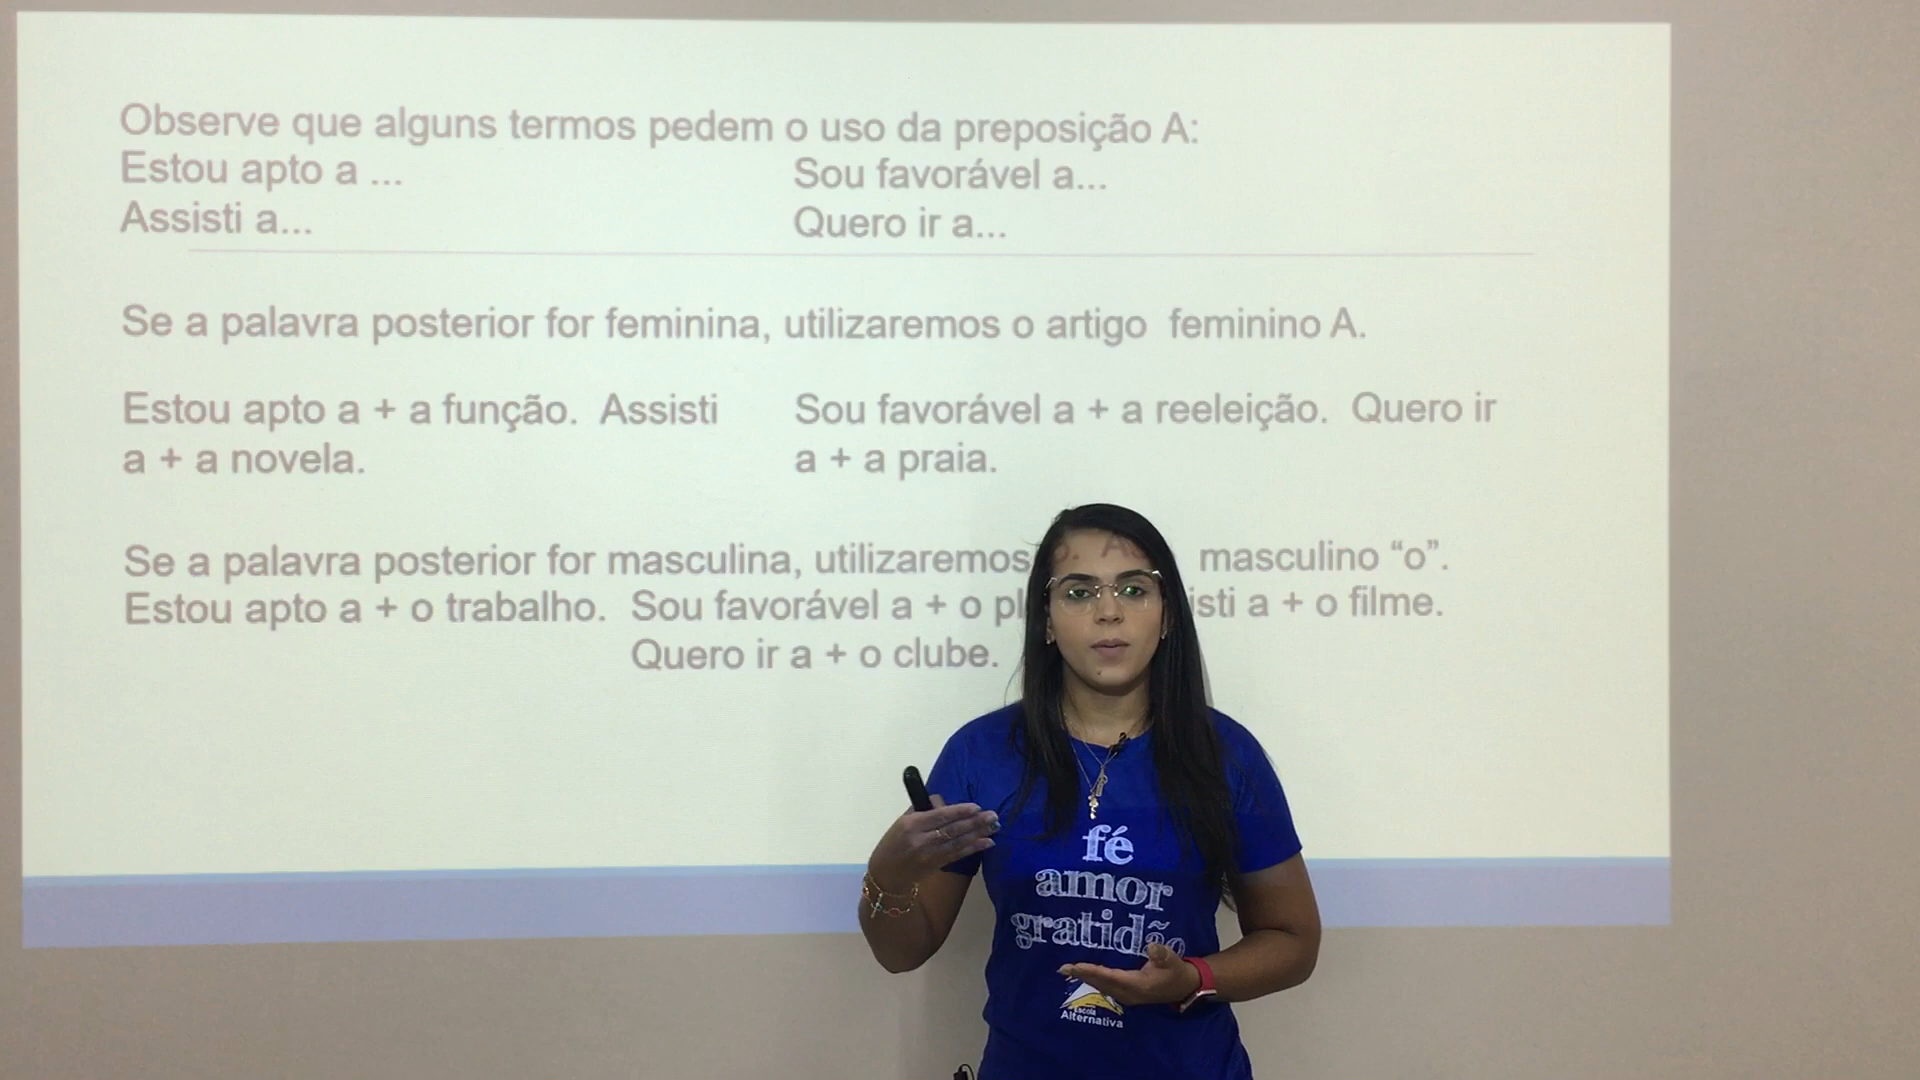 Observe que alguns termos pedem o uso da preposição A:
Estou apto a ... Sou favorável a...
Assisti a... Quero ir a...
Se a palavra posterior for feminina, utilizaremos o artigo feminino A.
Estou apto a + a função. Assisti
a + a novela.
Sou favorável a + a reeleição. Quero ir
a + a praia.
Se a palavra posterior for masculina, utilizaremos masculino “o”.
Estou apto a + o trabalho. Sou favorável a + o a + o filme.
Quero ir a + o clube.
fé
amor
gratidão
Escola
Alternativa